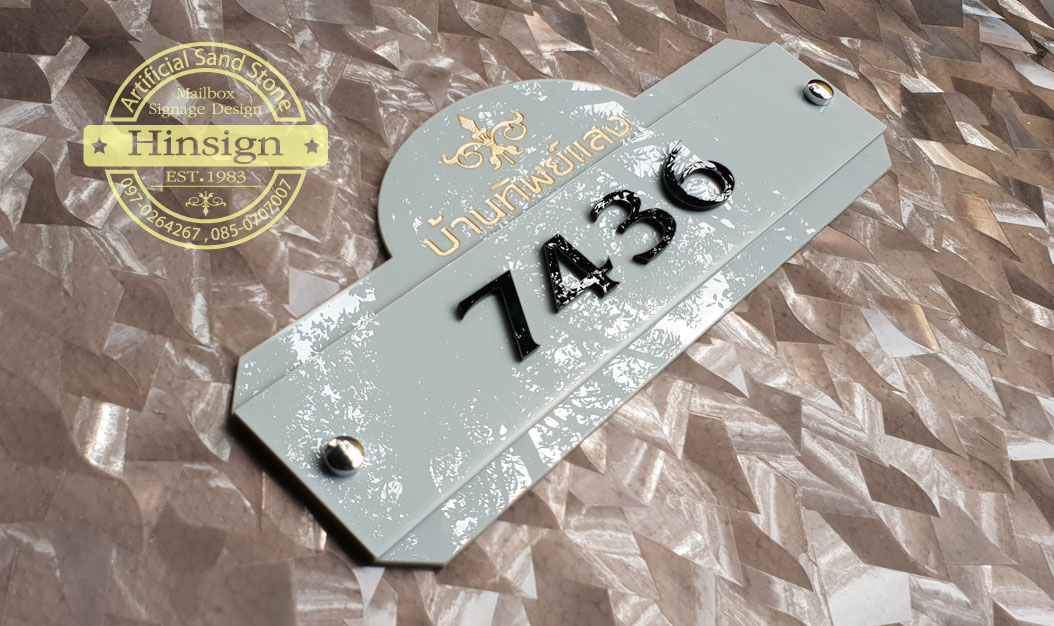 Artificial Sand Stone
Mailbox
Signage Design
Hinsign
EST.1983
097-0264267 , 085-0707007
บ้านทิพย์แสง
7436